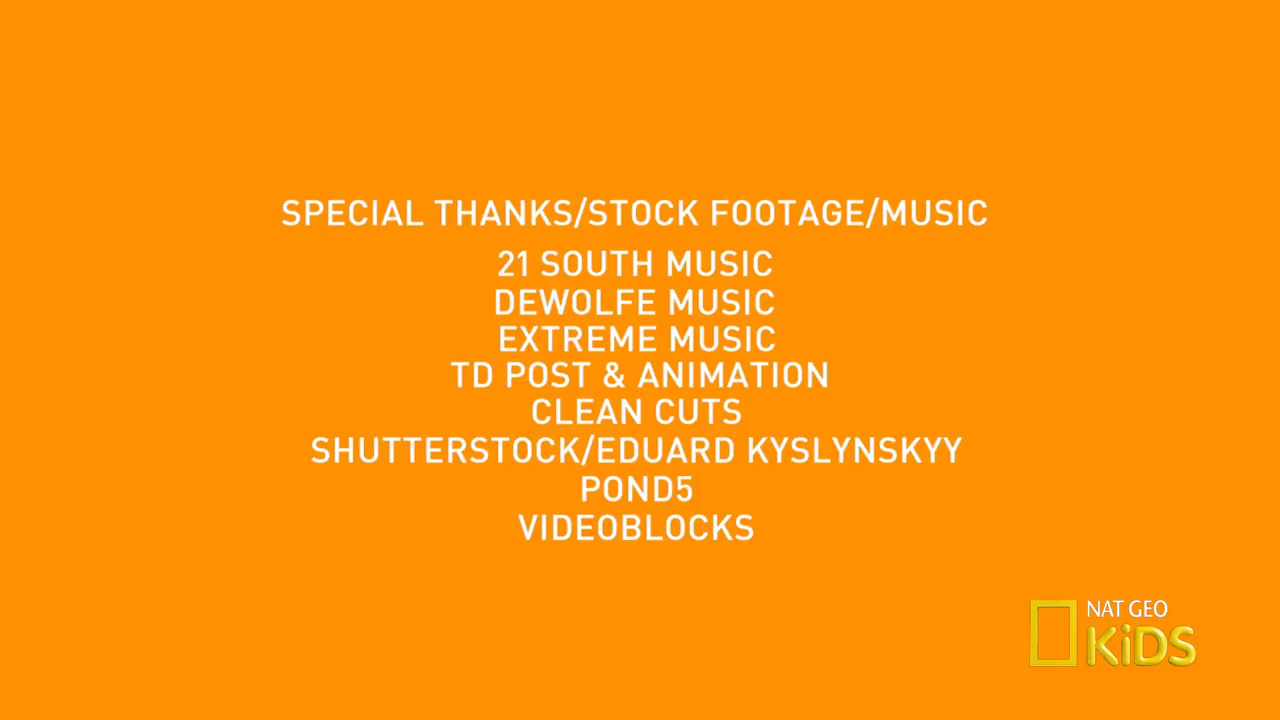 SPECIAL THANKS/STOCK FOOTAGE/MUSIC
21 SOUTH MUSIC
DEWOLFE MUSIC
EXTREME MUSIC
TD POST & ANIMATION
CLEAN CUTS
SHUTTERSTOCK/EDUARD KYSLYNSKYY
POND5
VIDEOBLOCKS
NAT GEO
KiDS